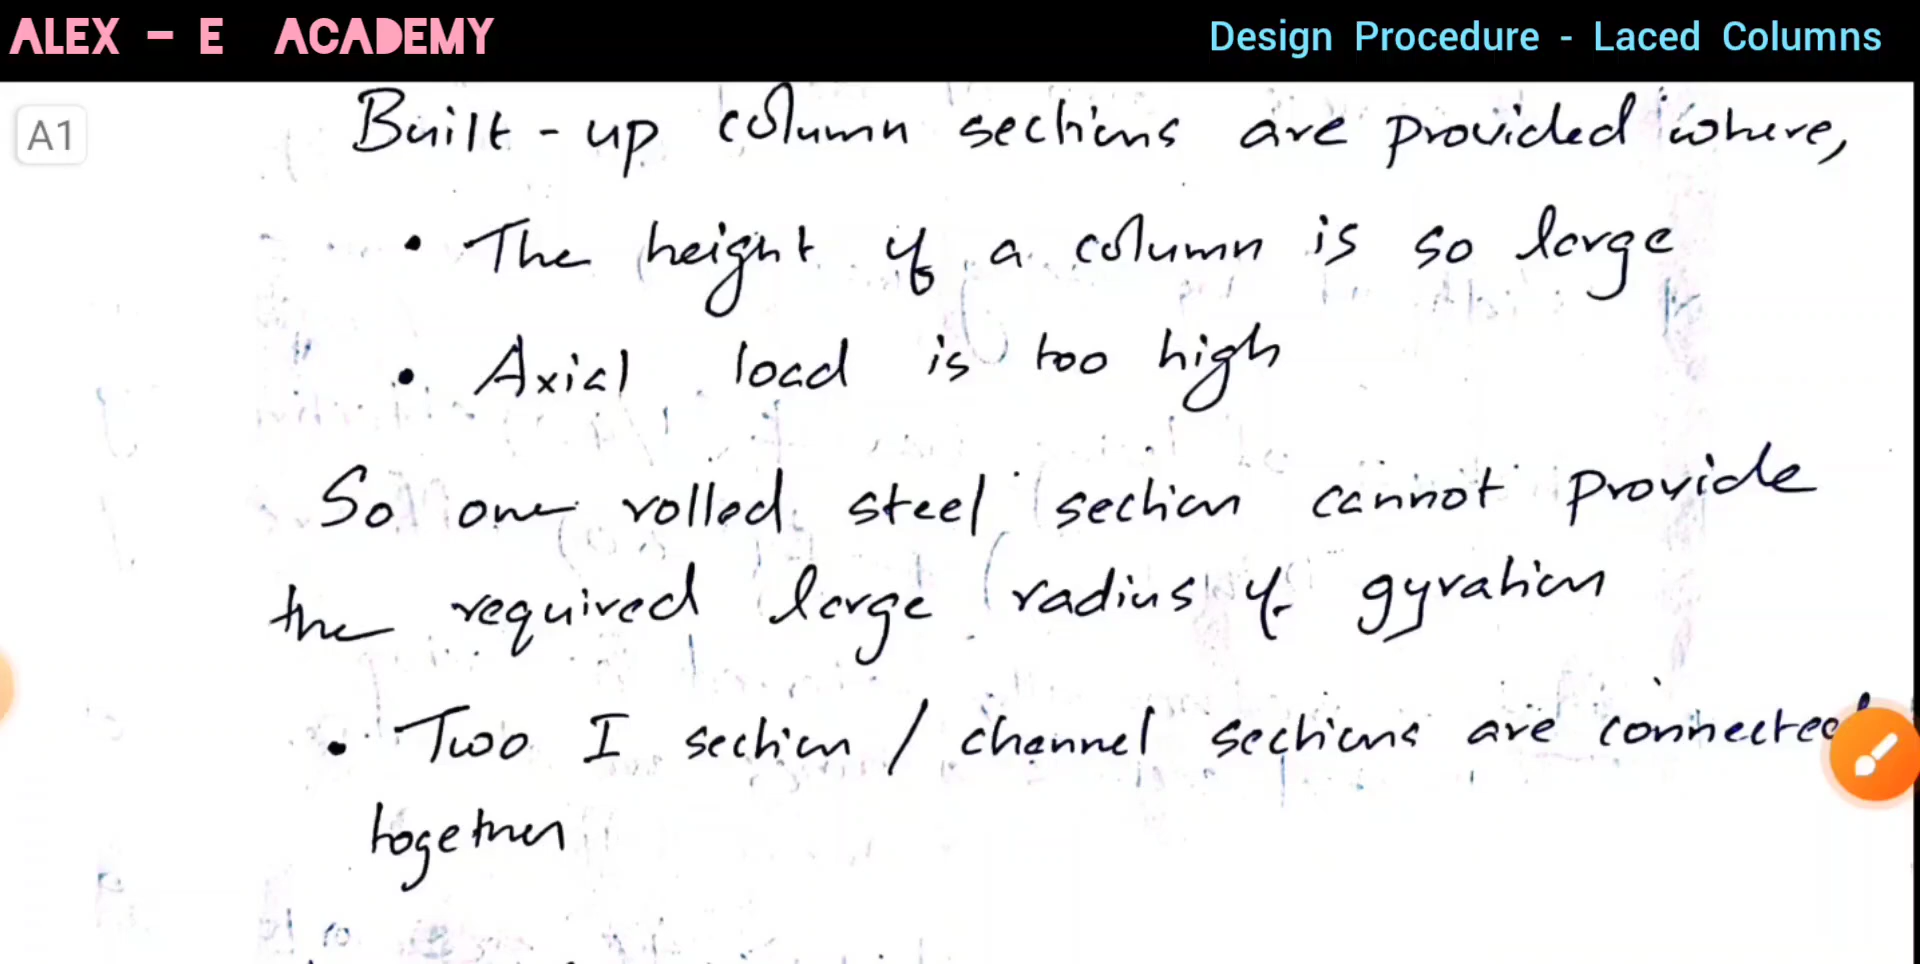 ALEX - E ACADEMY
Design Procedure - Laced Columns
A1
Built-up column sections are provided where,
• The height of a column is so large
• Axial load is too high
So one rolled steel section cannot provide
the required large radius of gyration
• Two I section / channel sections are connected
together